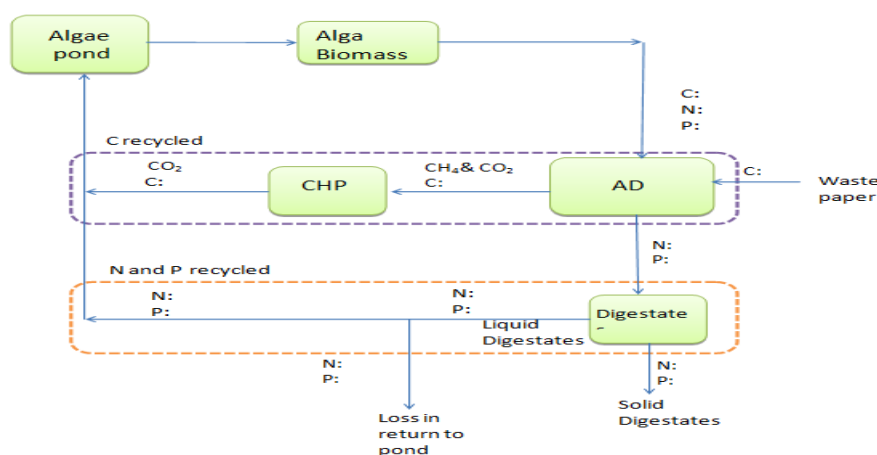 Algae
pond
Alga
Biomass
C:
N:
P:
C recycled
CO₂
C:
CHP
CH₄& CO₂
C:
AD
C:
Waste
paper
N:
P:
N and P recycled
N:
P:
N:
P:
Liquid
Digestates
Digestate
N:
P:
Loss in
return to
pond
N:
P:
Solid
Digestates